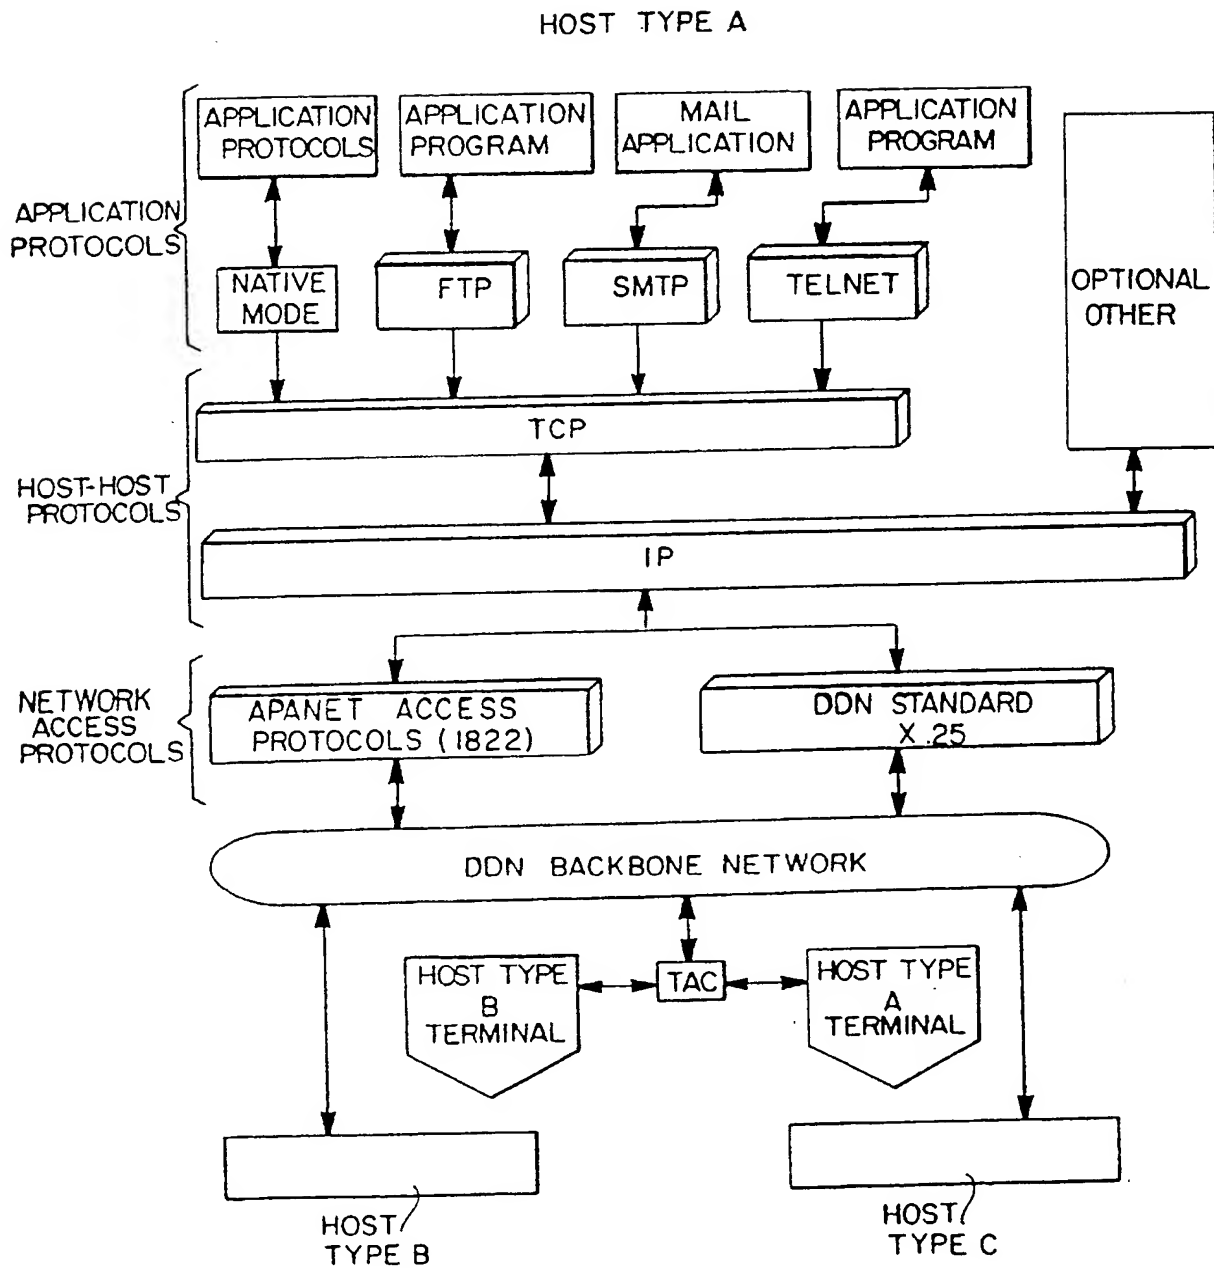 HOST TYPE A
APPLICATION
PROTOCOLS
APPLICATION
PROGRAM
MAIL
APPLICATION
APPLICATION
PROGRAM
APPLICATION
PROTOCOLS
NATIVE
MODE
FTP
SMTP
TELNET
OPTIONAL
OTHER
TCP
HOST-HOST
PROTOCOLS
IP
NETWORK
ACCESS
PROTOCOLS
APANET ACCESS
PROTOCOLS (1822)
DDN STANDARD
X.25
DDN BACKBONE NETWORK
HOST TYPE
B
TERMINAL
TAC
HOST TYPE
A
TERMINAL
HOST
TYPE B
HOST
TYPE C